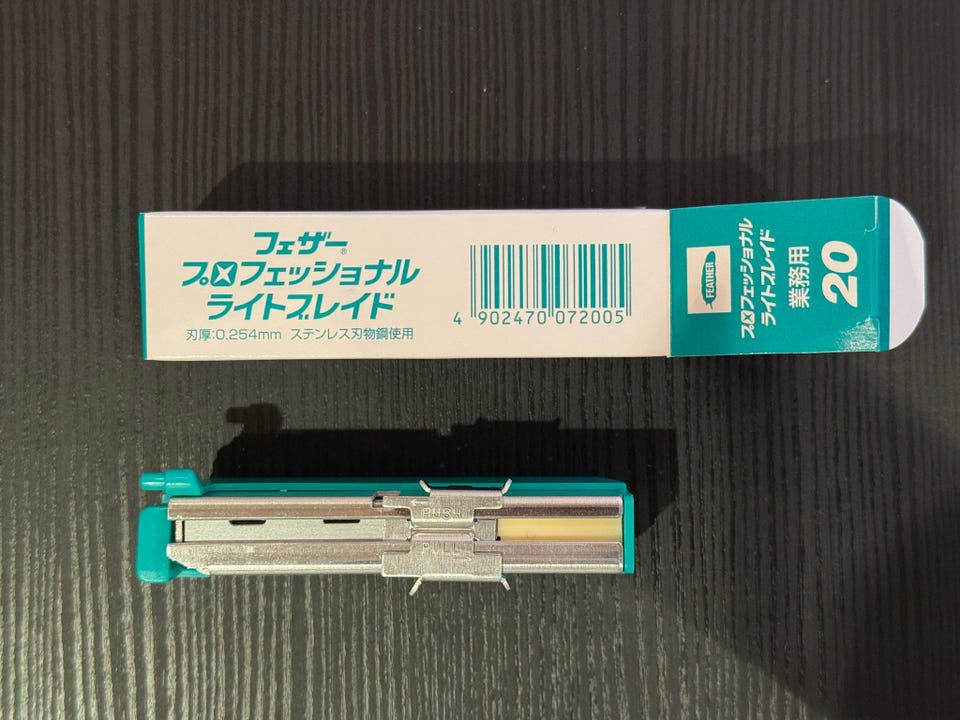 フェザー®
プロフェッショナル
ライトブレイド
刃厚:0.254mm ステンレス刃物鋼使用
4 902470 072005
FEATHER
プロフェッショナル
ライトブレイド
業務用
20
PUSH
PULL